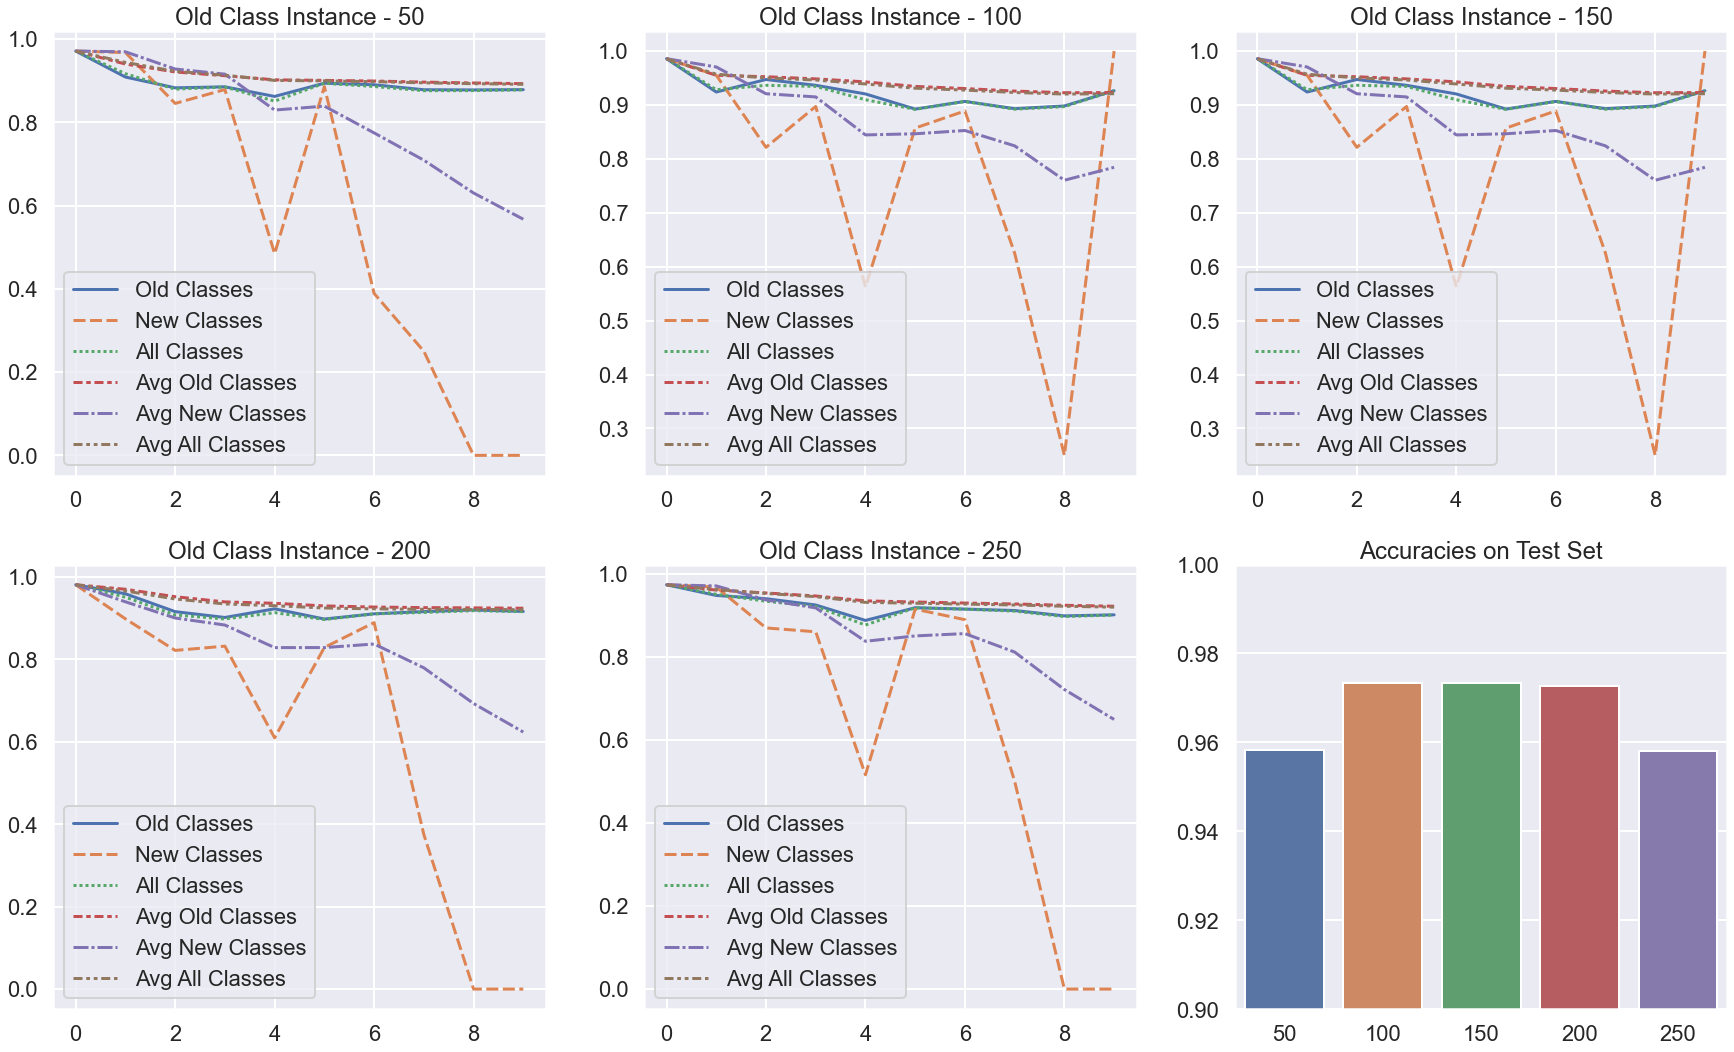 Old Class Instance - 50
1.0
0.8
0.6
0.4
0.2
0.0
Old Classes
New Classes
All Classes
Avg Old Classes
Avg New Classes
Avg All Classes
0 2 4 6 8
Old Class Instance - 100
1.0
0.9
0.8
0.7
0.6
0.5
0.4
0.3
Old Classes
New Classes
All Classes
Avg Old Classes
Avg New Classes
Avg All Classes
0 2 4 6 8
Old Class Instance - 150
1.0
0.9
0.8
0.7
0.6
0.5
0.4
0.3
Old Classes
New Classes
All Classes
Avg Old Classes
Avg New Classes
Avg All Classes
0 2 4 6 8
Old Class Instance - 200
1.0
0.8
0.6
0.4
0.2
0.0
Old Classes
New Classes
All Classes
Avg Old Classes
Avg New Classes
Avg All Classes
0 2 4 6 8
Old Class Instance - 250
1.0
0.8
0.6
0.4
0.2
0.0
Old Classes
New Classes
All Classes
Avg Old Classes
Avg New Classes
Avg All Classes
0 2 4 6 8
Accuracies on Test Set
1.00
0.98
0.96
0.94
0.92
0.90
50 100 150 200 250